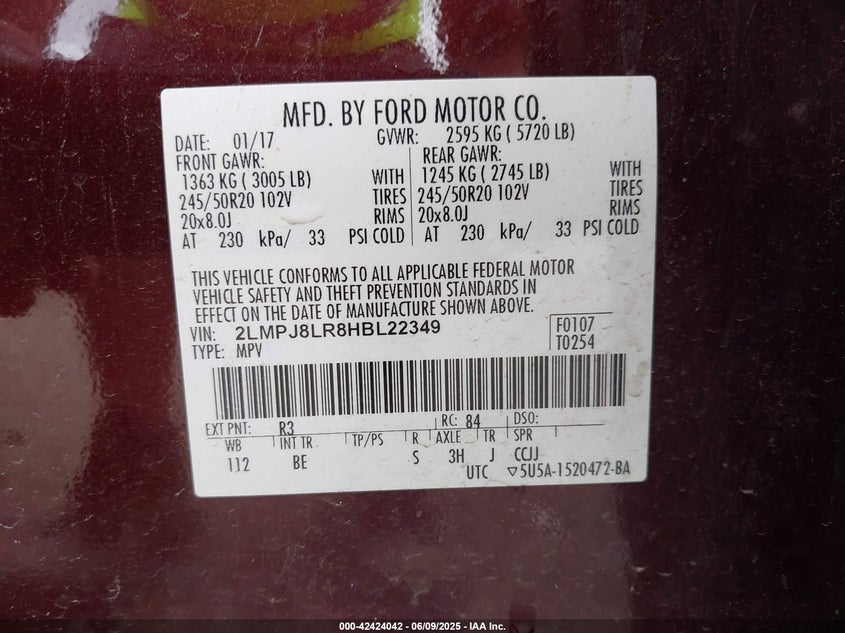 MFD. BY FORD MOTOR CO.
DATE: 01/17 GVWR: 2595 KG ( 5720 LB)
FRONT GAWR: REAR GAWR:
1363 KG ( 3005 LB) WITH 1245 KG ( 2745 LB) WITH
245/50R20 102V TIRES 245/50R20 102V TIRES
20x8.0J RIMS 20x8.0J RIMS
AT 230 kPa/ 33 PSI COLD AT 230 kPa/ 33 PSI COLD
THIS VEHICLE CONFORMS TO ALL APPLICABLE FEDERAL MOTOR
VEHICLE SAFETY AND THEFT PREVENTION STANDARDS IN
EFFECT ON THE DATE OF MANUFACTURE SHOWN ABOVE.
VIN: 2LMPJ8LR8HBL22349 F0107
TYPE: MPV T0254
EXT PNT: R3 RC: 84 DSO:
WB INT TR TP/PS R AXLE TR SPR
112 BE S 3H J CCJJ
UTC ▽5U5A-1520472-BA
000-42424042 - 06/09/2025 - IAA Inc.